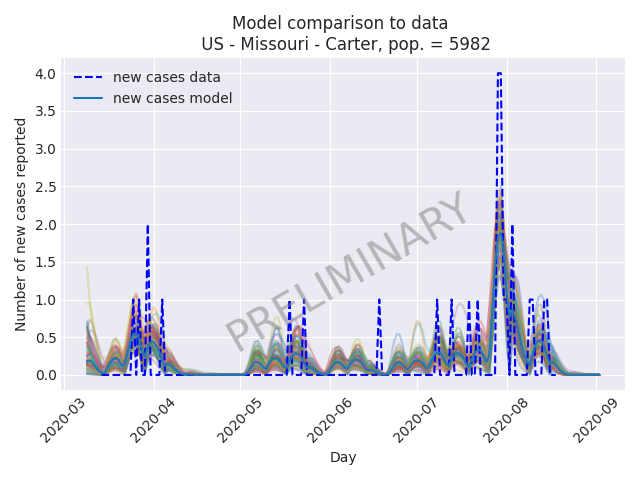 Model comparison to data
US - Missouri - Carter, pop. = 5982
new cases data
new cases model
Number of new cases reported
4.0
3.5
3.0
2.5
2.0
1.5
1.0
0.5
0.0
PRELIMINARY
2020-03
2020-04
2020-05
2020-06
2020-07
2020-08
2020-09
Day